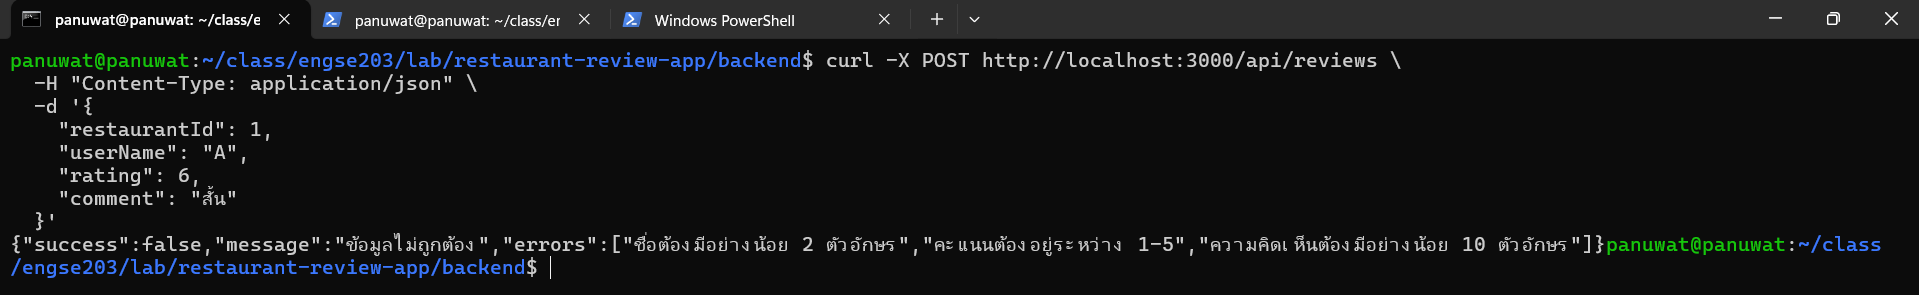 panuwat@panuwat: ~/class/e
panuwat@panuwat: ~/class/er
Windows PowerShell
panuwat@panuwat:~/class/engse203/lab/restaurant-review-app/backend$ curl -X POST http://localhost:3000/api/reviews \
-H "Content-Type: application/json" \
-d '{
"restaurantId": 1,
"userName": "A",
"rating": 6,
"comment": "สั้น"
}'
{"success":false,"message":"ข้อมูลไม่ถูกต้อง","errors":["ชื่อต้องมีอย่างน้อย 2 ตัวอักษร","คะแนนต้องอยู่ระหว่าง 1-5","ความคิดเห็นต้องมีอย่างน้อย 10 ตัวอักษร"]}panuwat@panuwat:~/class
/engse203/lab/restaurant-review-app/backend$